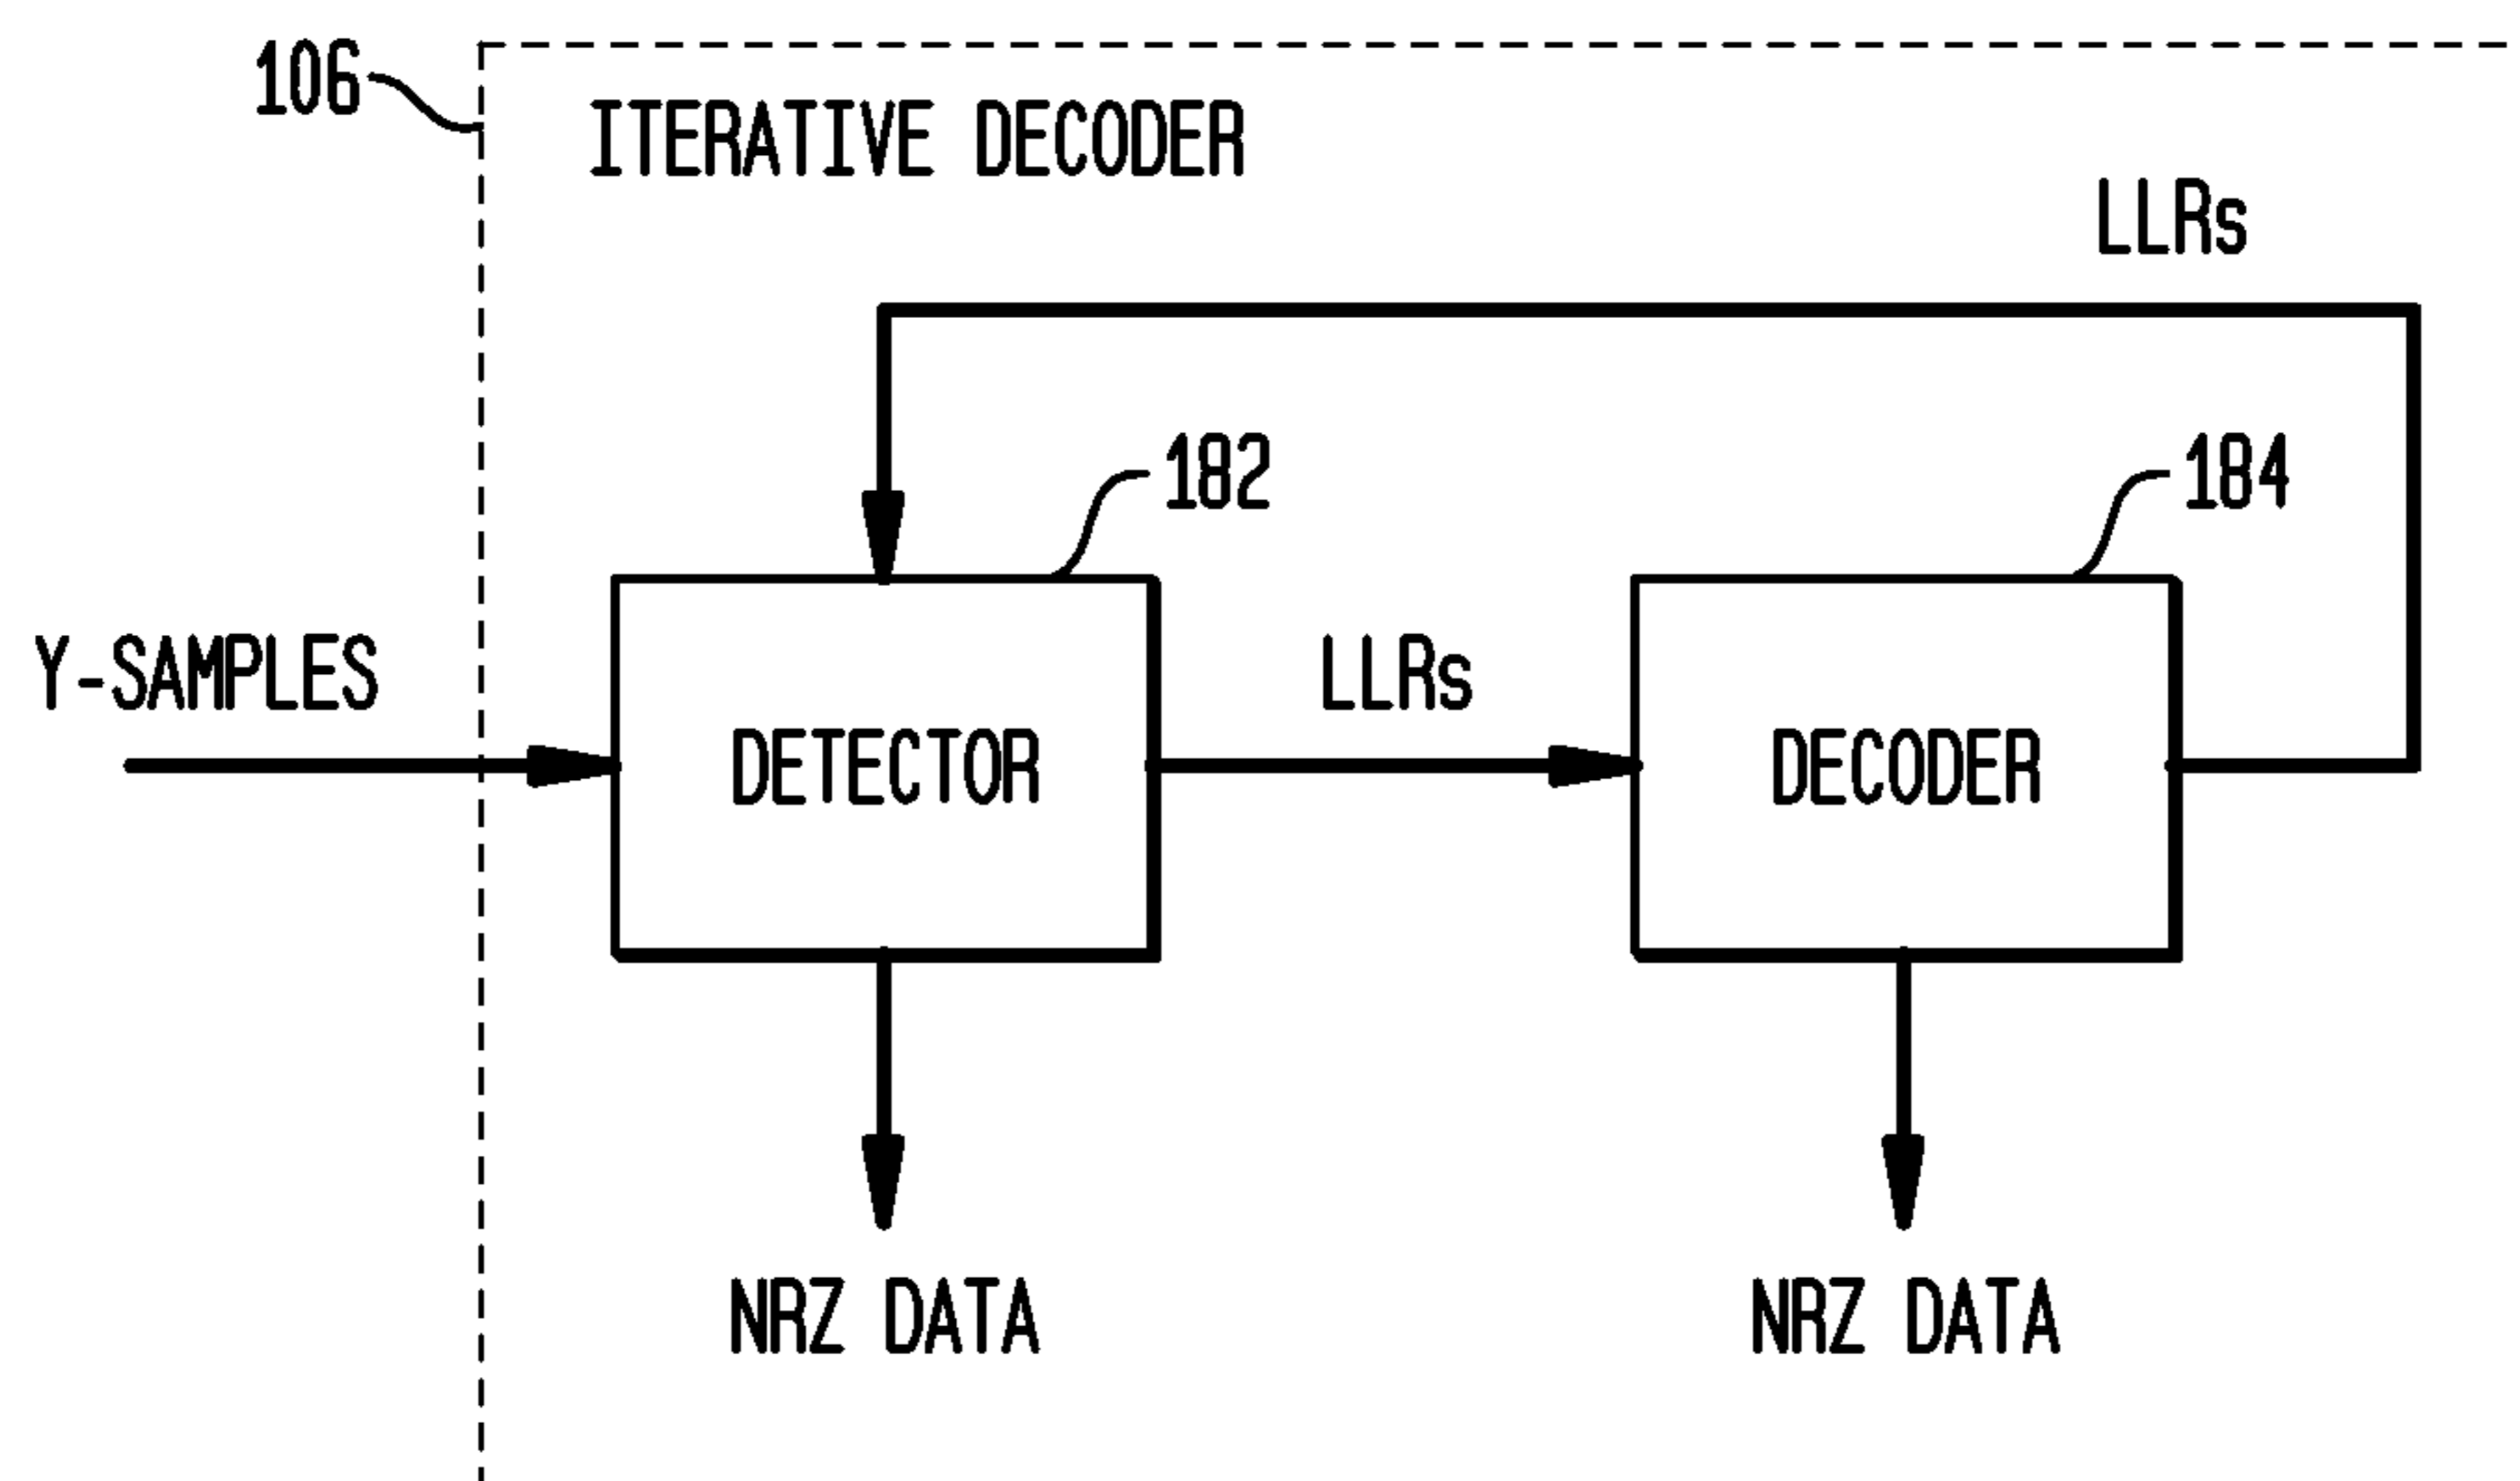 106
ITERATIVE DECODER
LLRs
182
184
Y-SAMPLES
LLRs
DETECTOR
DECODER
NRZ DATA
NRZ DATA